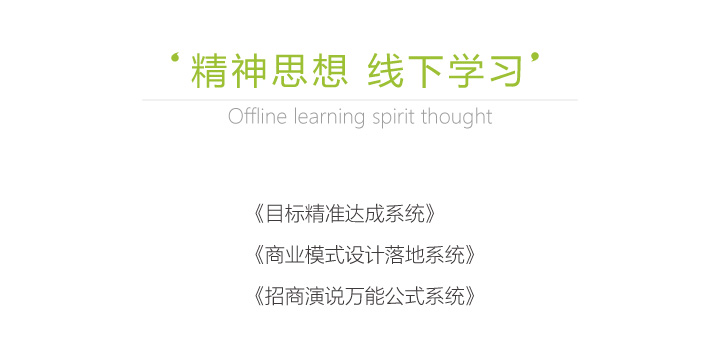 ‘精神思想 线下学习’
Offline learning spirit thought
《目标精准达成系统》
《商业模式设计落地系统》
《招商演说万能公式系统》